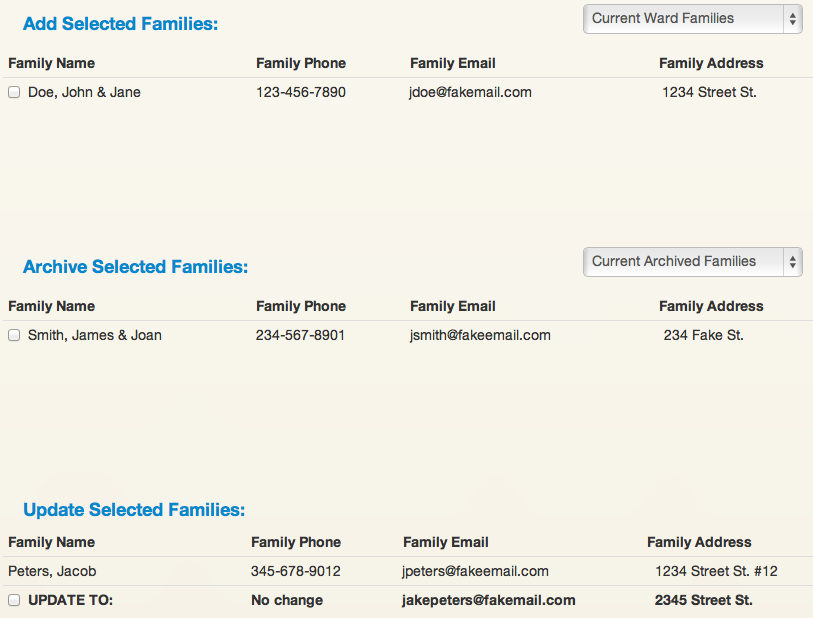 Add Selected Families: Current Ward Families
Family Name Family Phone Family Email Family Address
Doe, John & Jane 123-456-7890 jdoe@fakemail.com 1234 Street St.
Archive Selected Families: Current Archived Families
Family Name Family Phone Family Email Family Address
Smith, James & Joan 234-567-8901 jsmith@fakeemail.com 234 Fake St.
Update Selected Families:
Family Name Family Phone Family Email Family Address
Peters, Jacob 345-678-9012 jpeters@fakeemail.com 1234 Street St. #12
UPDATE TO: No change jakepeters@fakemail.com 2345 Street St.